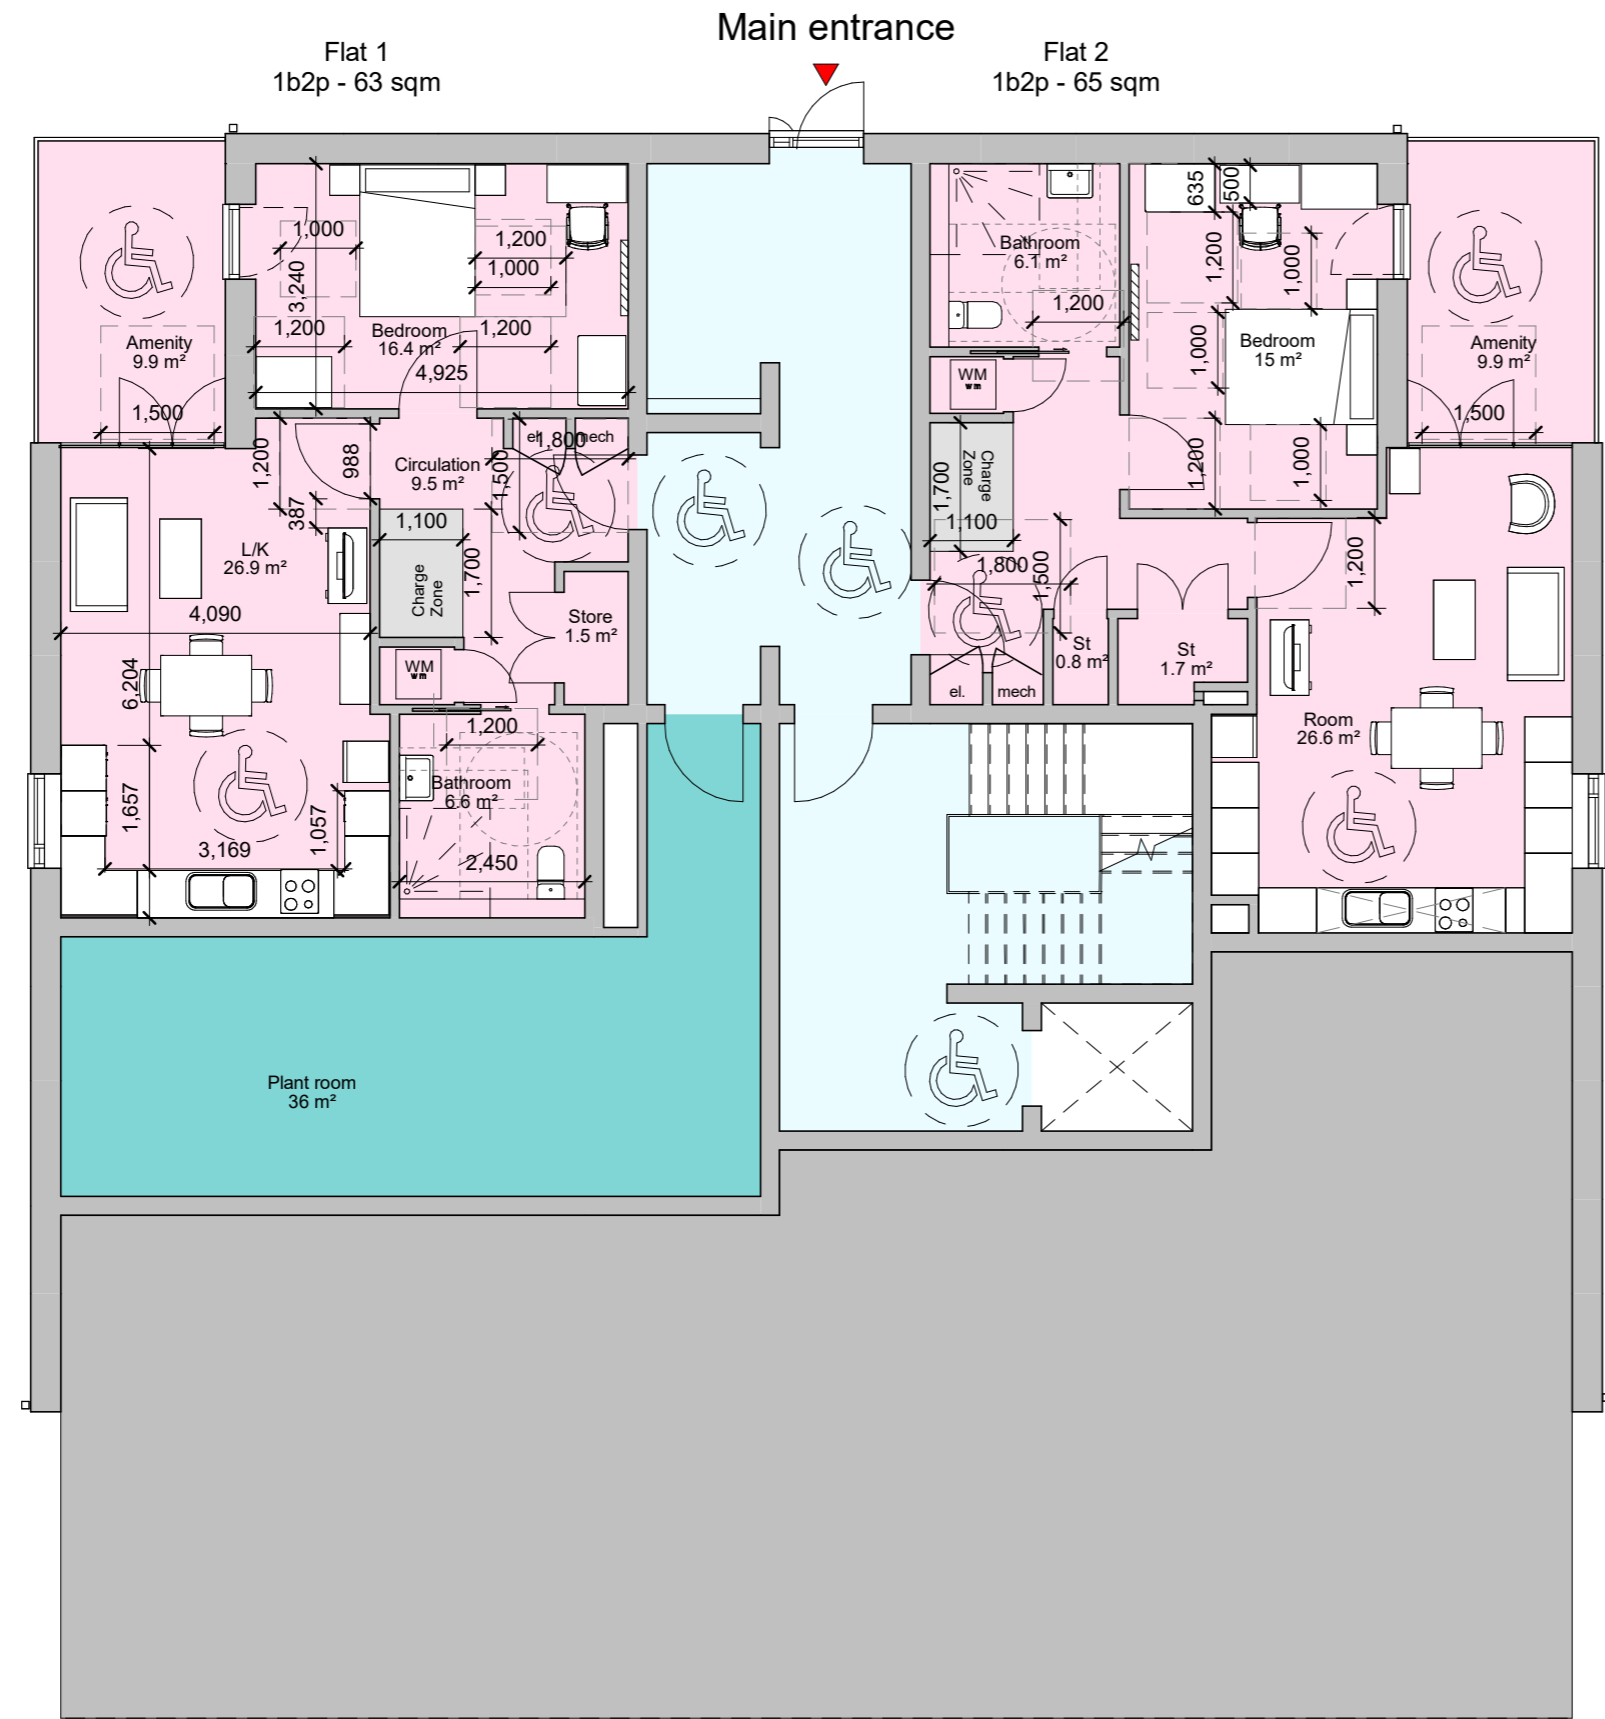 Main entrance
Flat 1
1b2p - 63 sqm
Flat 2
1b2p - 65 sqm
1,000
3,240
1,200
1,000
1,200
Bedroom
16.4 m²
1,200
4,925
Amenity
9.9 m²
1,500
1,200
988
387
Circulation
9.5 m²
el.
mech
1,800
1,500
1,100
1,700
Charge
Zone
L/K
26.9 m²
4,090
6,204
Store
1.5 m²
WM
wm
1,200
Bathroom
6.6 m²
2,450
1,657
3,169
1,057
Plant room
36 m²
Bathroom
6.1 m²
1,200
WM
wm
635
500
1,200
1,000
1,000
Bedroom
15 m²
1,200
1,000
Amenity
9.9 m²
1,500
1,700
Charge
Zone
1,100
1,800
1,500
1,200
St
0.8 m²
St
1.7 m²
el.
mech
Room
26.6 m²